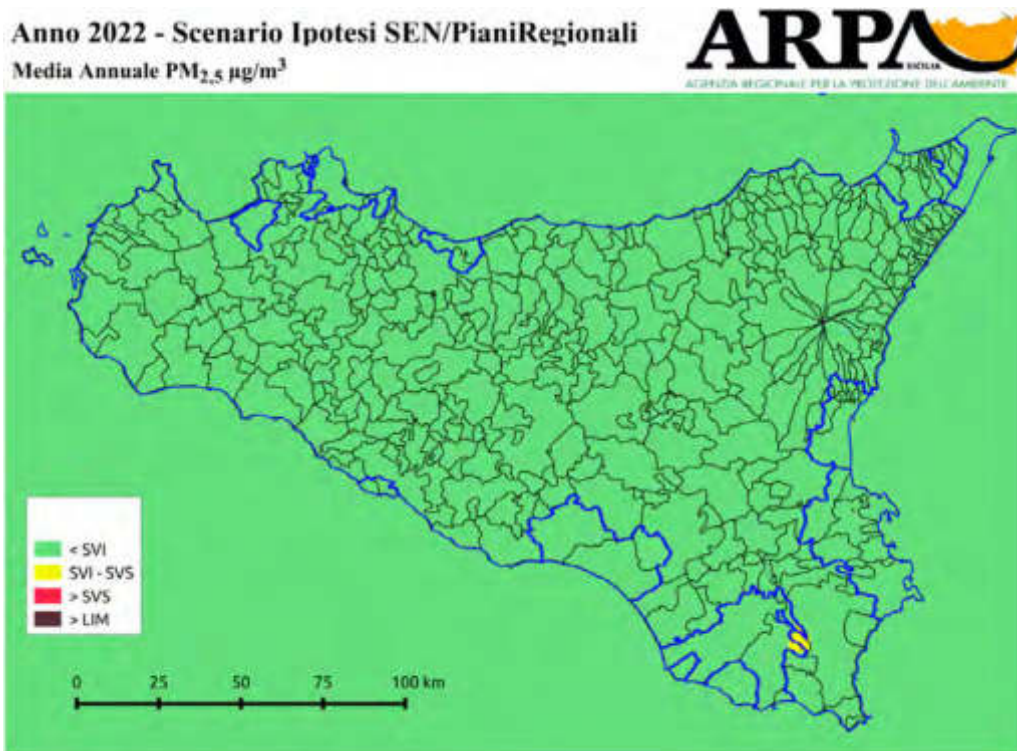 Anno 2022 - Scenario Ipotesi SEN/PianiRegionali
Media Annuale PM2,5 µg/m³
ARPA
SICILIA
AGENZIA REGIONALE PER LA PROTEZIONE DELL'AMBIENTE
< SVI
SVI - SVS
> SVS
> LIM
0 25 50 75 100 km